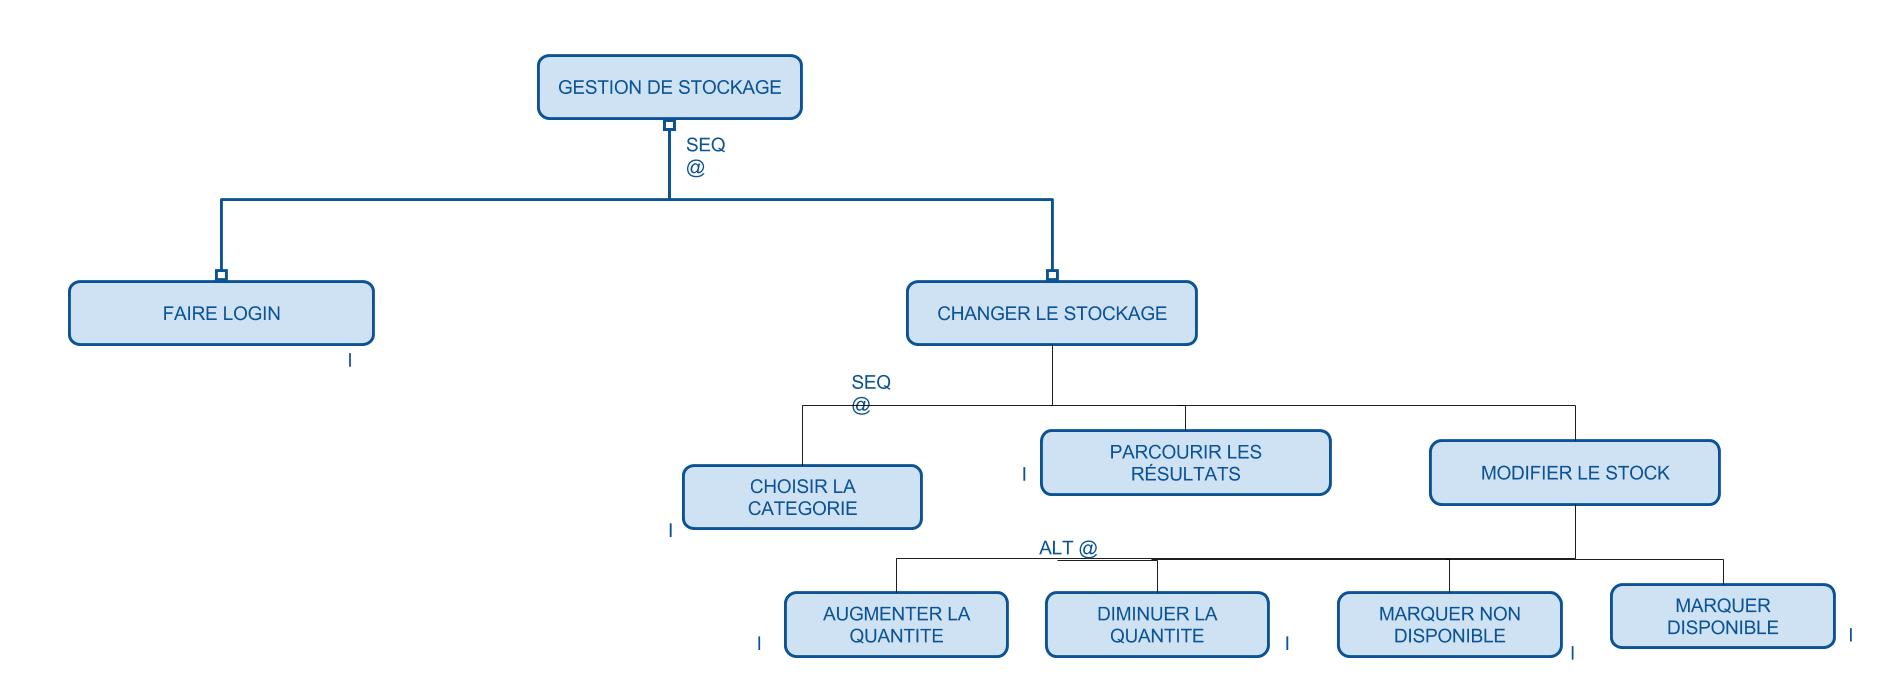 GESTION DE STOCKAGE
SEQ
@
FAIRE LOGIN
I
CHANGER LE STOCKAGE
SEQ
@
CHOISIR LA
CATEGORIE
I
PARCOURIR LES
RÉSULTATS
I
MODIFIER LE STOCK
ALT @
AUGMENTER LA
QUANTITE
I
DIMINUER LA
QUANTITE
I
MARQUER NON
DISPONIBLE
I
MARQUER
DISPONIBLE
I